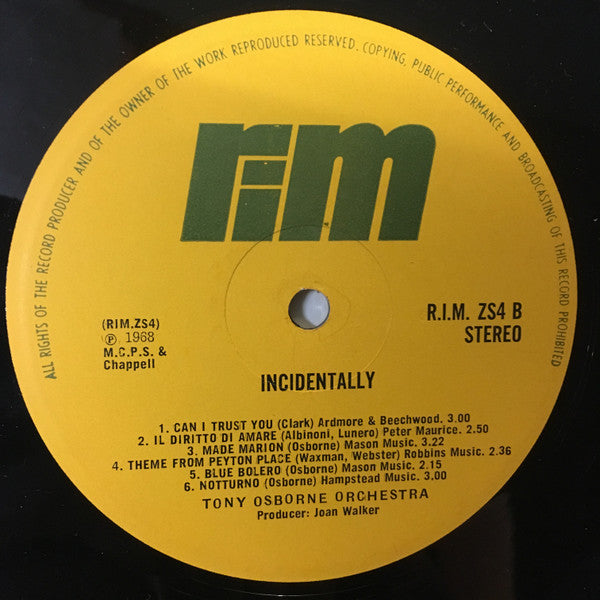 ALL RIGHTS OF THE RECORD PRODUCER AND OF THE OWNER OF THE WORK REPRODUCED RESERVED. COPYING, PUBLIC PERFORMANCE AND BROADCASTING OF THIS RECORD PROHIBITED
rim
(RIM.ZS4)
Ⓟ 1968
M.C.P.S. &
Chappell
R.I.M. ZS4 B
STEREO
INCIDENTALLY
1. CAN I TRUST YOU (Clark) Ardmore & Beechwood. 3.00
2. IL DIRITTO DI AMARE (Albinoni, Lunero) Peter Maurice. 2.50
3. MADE MARION (Osborne) Mason Music. 3.22
4. THEME FROM PEYTON PLACE (Waxman, Webster) Robbins Music. 2.36
5. BLUE BOLERO (Osborne) Mason Music. 2.15
6. NOTTURNO (Osborne) Hampstead Music. 3.00
TONY OSBORNE ORCHESTRA
Producer: Joan Walker